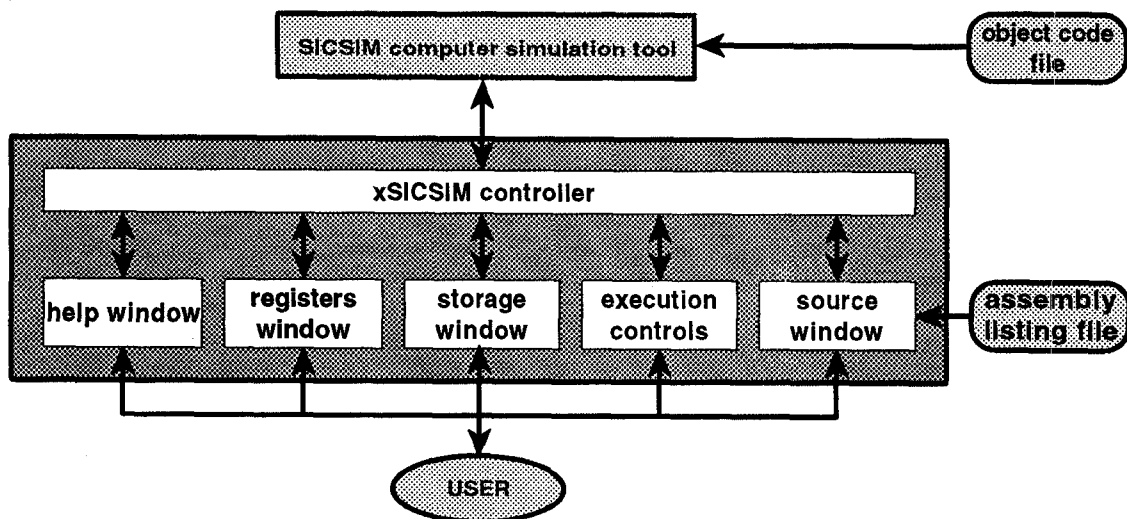 SICSIM computer simulation tool
object code
file
xSICSIM controller
help window
registers
window
storage
window
execution
controls
source
window
assembly
listing file
USER